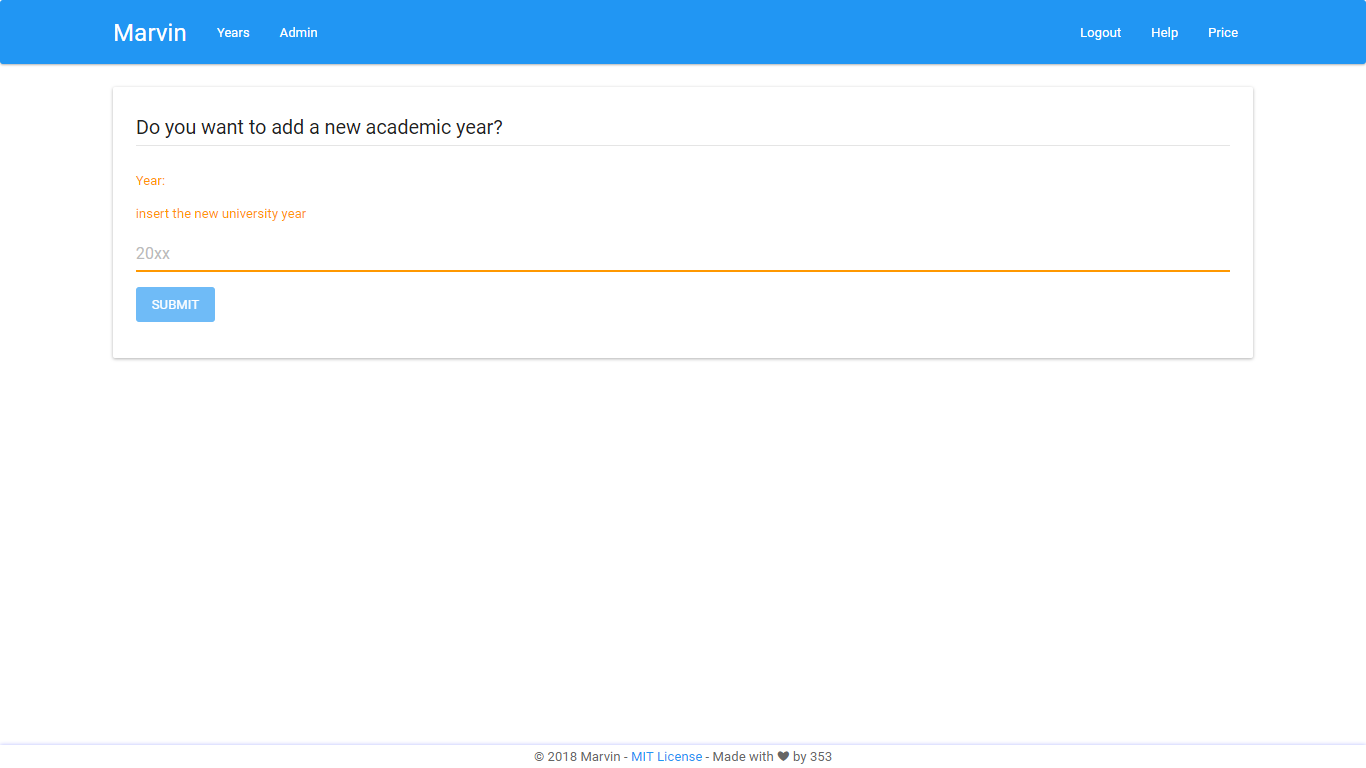 Marvin Years Admin Logout Help Price
Do you want to add a new academic year?
Year:
insert the new university year
20xx
SUBMIT
© 2018 Marvin - MIT License - Made with ❤ by 353